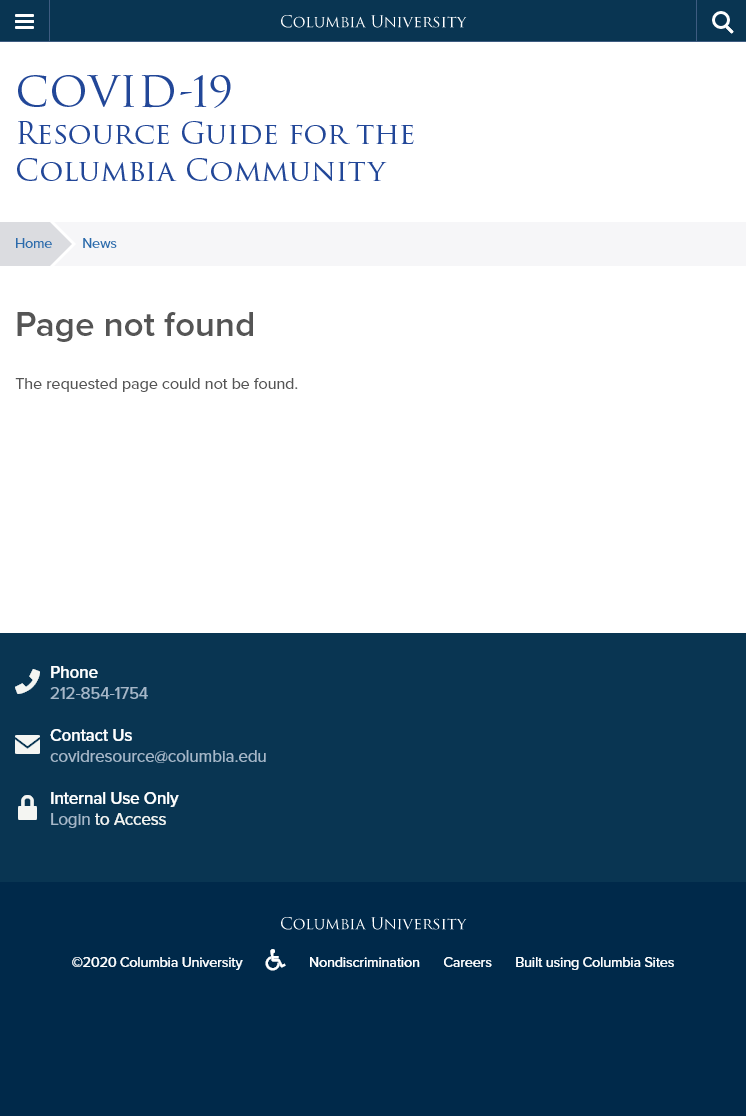 Columbia University
COVID-19
Resource Guide for the
Columbia Community
Home News
Page not found
The requested page could not be found.
Phone
212-854-1754
Contact Us
covidresource@columbia.edu
Internal Use Only
Login to Access
Columbia University
©2020 Columbia University Nondiscrimination Careers Built using Columbia Sites